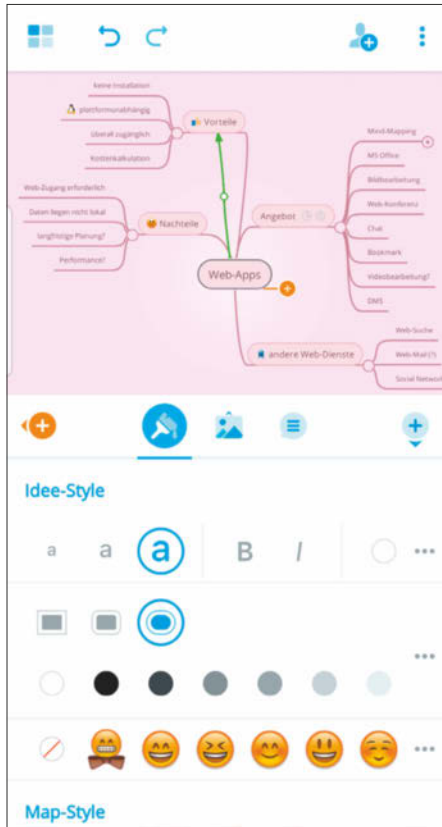 keine Installation
plattformunabhängig
überall zugänglich
Kostenkalkulation
Vorteile
Web-Zugang erforderlich
Daten liegen nicht lokal
langfristige Planung?
Performance?
Nachteile
Web-Apps
Angebot
Mind-Mapping
MS Office
Bildbearbeitung
Web-Konferenz
Chat
Bookmark
Videobearbeitung?
DMS
andere Web-Dienste
Web-Suche
Web-Mail (?)
Social Network
Idee-Style
a a a B I
Map-Style